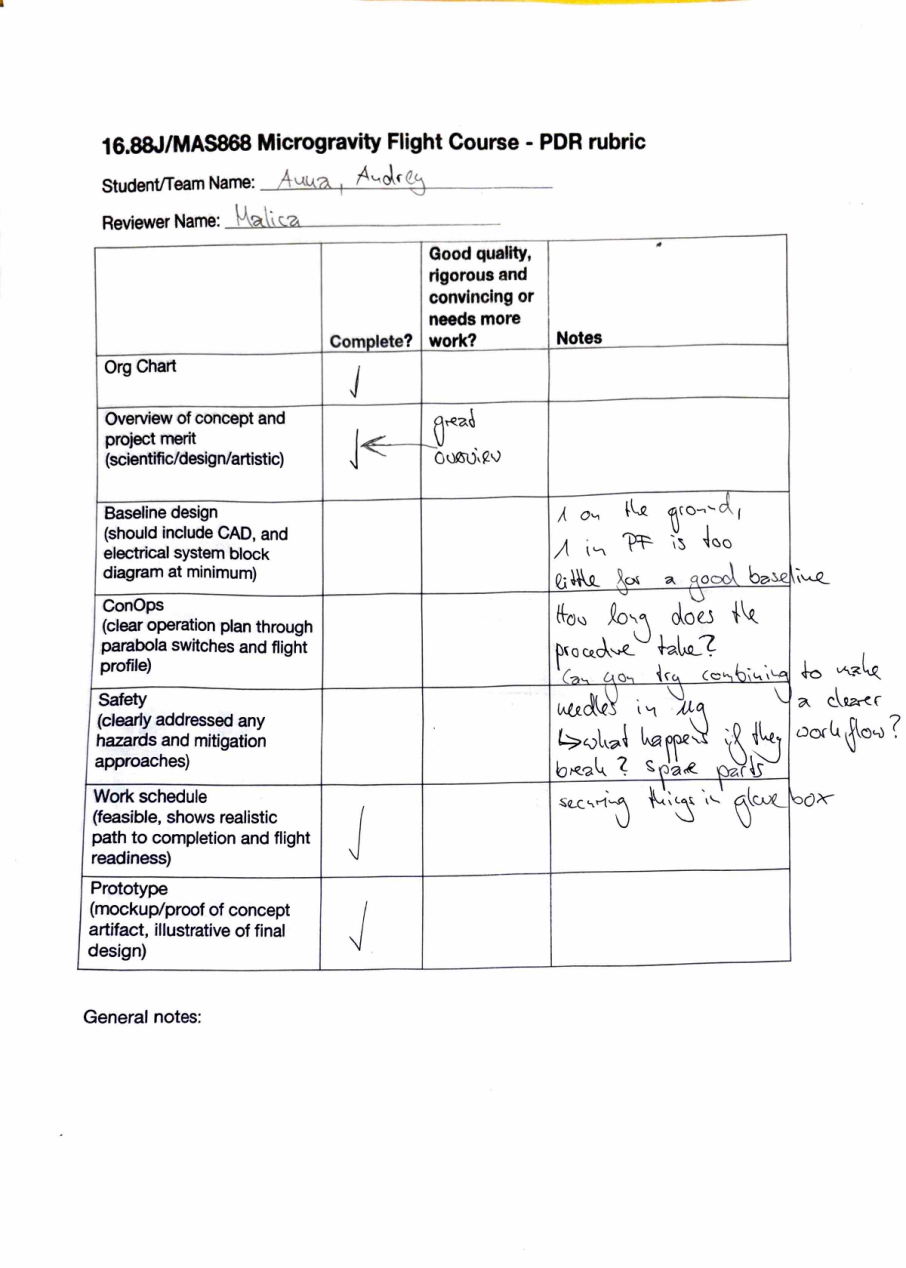 16.88J/MAS868 Microgravity Flight Course - PDR rubric
Student/Team Name: Anna, Audrey
Reviewer Name: Malica
Complete?
Good quality,
rigorous and
convincing or
needs more
work?
Notes
Org Chart
✓
Overview of concept and
project merit
(scientific/design/artistic)
✓
great
overview
Baseline design
(should include CAD, and
electrical system block
diagram at minimum)
1 on the ground,
1 in PF is too
little for a good baseline
ConOps
(clear operation plan through
parabola switches and flight
profile)
How long does the
procedure take?
Can you try combining to make
a clearer
workflow?
Safety
(clearly addressed any
hazards and mitigation
approaches)
needles in µg
↳what happens if they
break? spare parts
Work schedule
(feasible, shows realistic
path to completion and flight
readiness)
✓
securing things in glove box
Prototype
(mockup/proof of concept
artifact, illustrative of final
design)
✓
General notes: